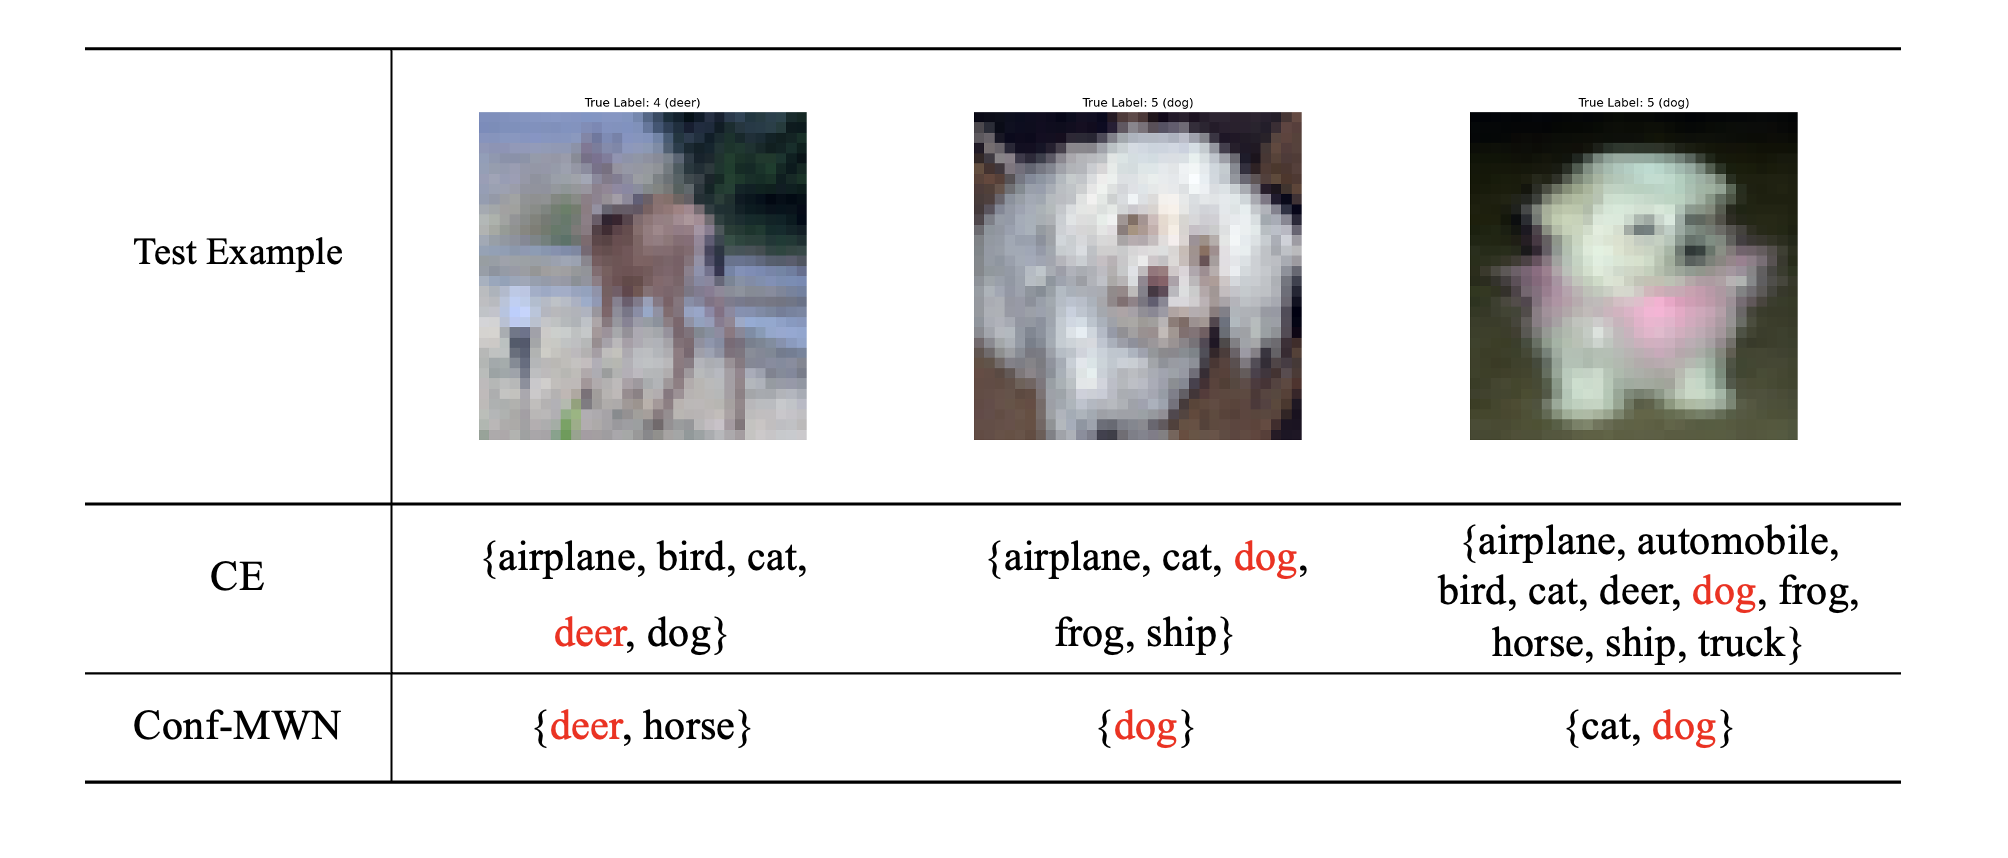 True Label: 4 (deer)
True Label: 5 (dog)
True Label: 5 (dog)
Test Example
CE
{airplane, bird, cat,
deer, dog}
{airplane, cat, dog,
frog, ship}
{airplane, automobile,
bird, cat, deer, dog, frog,
horse, ship, truck}
Conf-MWN
{deer, horse}
{dog}
{cat, dog}